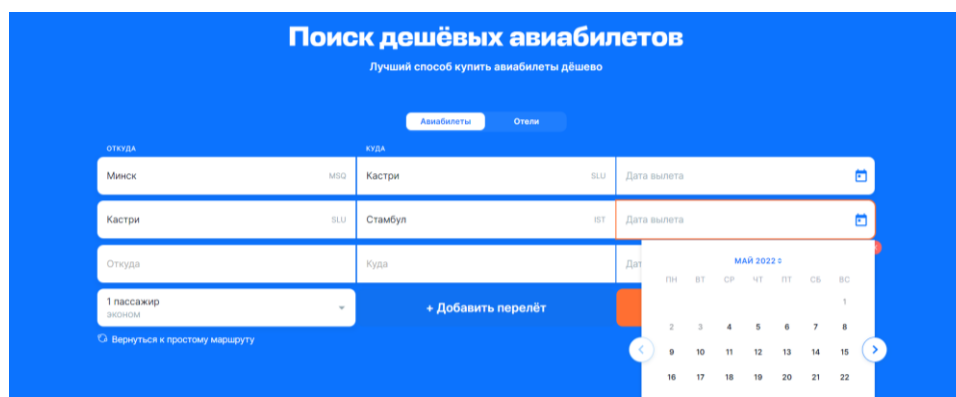 Поиск дешёвых авиабилетов
Лучший способ купить авиабилеты дёшево
Авиабилеты Отели
ОТКУДА КУДА
Минск MSQ Кастри SLU Дата вылета
Кастри SLU Стамбул IST Дата вылета
Откуда Куда Дат
МАЙ 2022
ПН ВТ СР ЧТ ПТ СБ ВС
1
1 пассажир
эконом
+ Добавить перелёт
2 3 4 5 6 7 8
Вернуться к простому маршруту
9 10 11 12 13 14 15
16 17 18 19 20 21 22